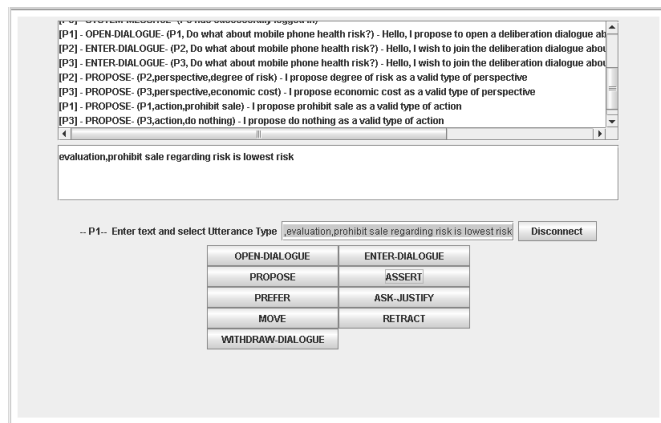 [P1] - OPEN-DIALOGUE- (P1, Do what about mobile phone health risk?) - Hello, I propose to open a deliberation dialogue ab
[P2] - ENTER-DIALOGUE- (P2, Do what about mobile phone health risk?) - Hello, I wish to join the deliberation dialogue abou
[P3] - ENTER-DIALOGUE- (P3, Do what about mobile phone health risk?) - Hello, I wish to join the deliberation dialogue abou
[P2] - PROPOSE- (P2,perspective,degree of risk) - I propose degree of risk as a valid type of perspective
[P3] - PROPOSE- (P3,perspective,economic cost) - I propose economic cost as a valid type of perspective
[P1] - PROPOSE- (P1,action,prohibit sale) - I propose prohibit sale as a valid type of action
[P3] - PROPOSE- (P3,action,do nothing) - I propose do nothing as a valid type of action
evaluation,prohibit sale regarding risk is lowest risk
-- P1-- Enter text and select Utterance Type ,evaluation,prohibit sale regarding risk is lowest risk Disconnect
OPEN-DIALOGUE ENTER-DIALOGUE
PROPOSE ASSERT
PREFER ASK-JUSTIFY
MOVE RETRACT
WITHDRAW-DIALOGUE